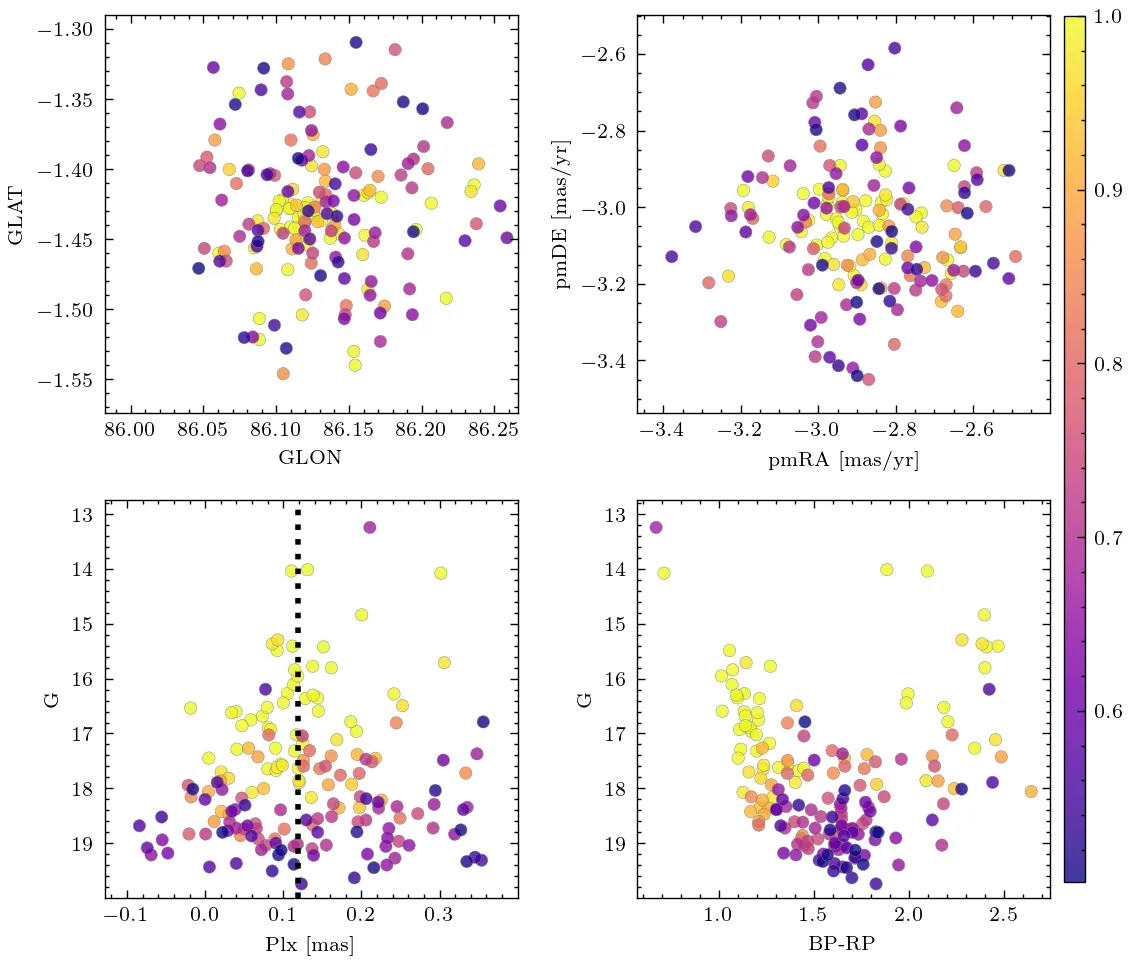 −1.30
−1.35
−1.40
−1.45
−1.50
−1.55
GLAT
86.00 86.05 86.10 86.15 86.20 86.25
GLON
−2.6
−2.8
−3.0
−3.2
−3.4
pmDE [mas/yr]
−3.4 −3.2 −3.0 −2.8 −2.6
pmRA [mas/yr]
1.0
0.9
0.8
0.7
0.6
13
14
15
16
17
18
19
G
−0.1 0.0 0.1 0.2 0.3
Plx [mas]
13
14
15
16
17
18
19
G
1.0 1.5 2.0 2.5
BP-RP